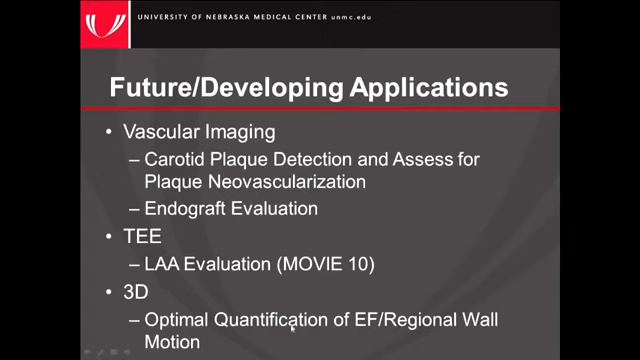 UNIVERSITY OF NEBRASKA MEDICAL CENTER unmc.edu
Future/Developing Applications
• Vascular Imaging
– Carotid Plaque Detection and Assess for
Plaque Neovascularization
– Endograft Evaluation
• TEE
– LAA Evaluation (MOVIE 10)
• 3D
– Optimal Quantification of EF/Regional Wall
Motion